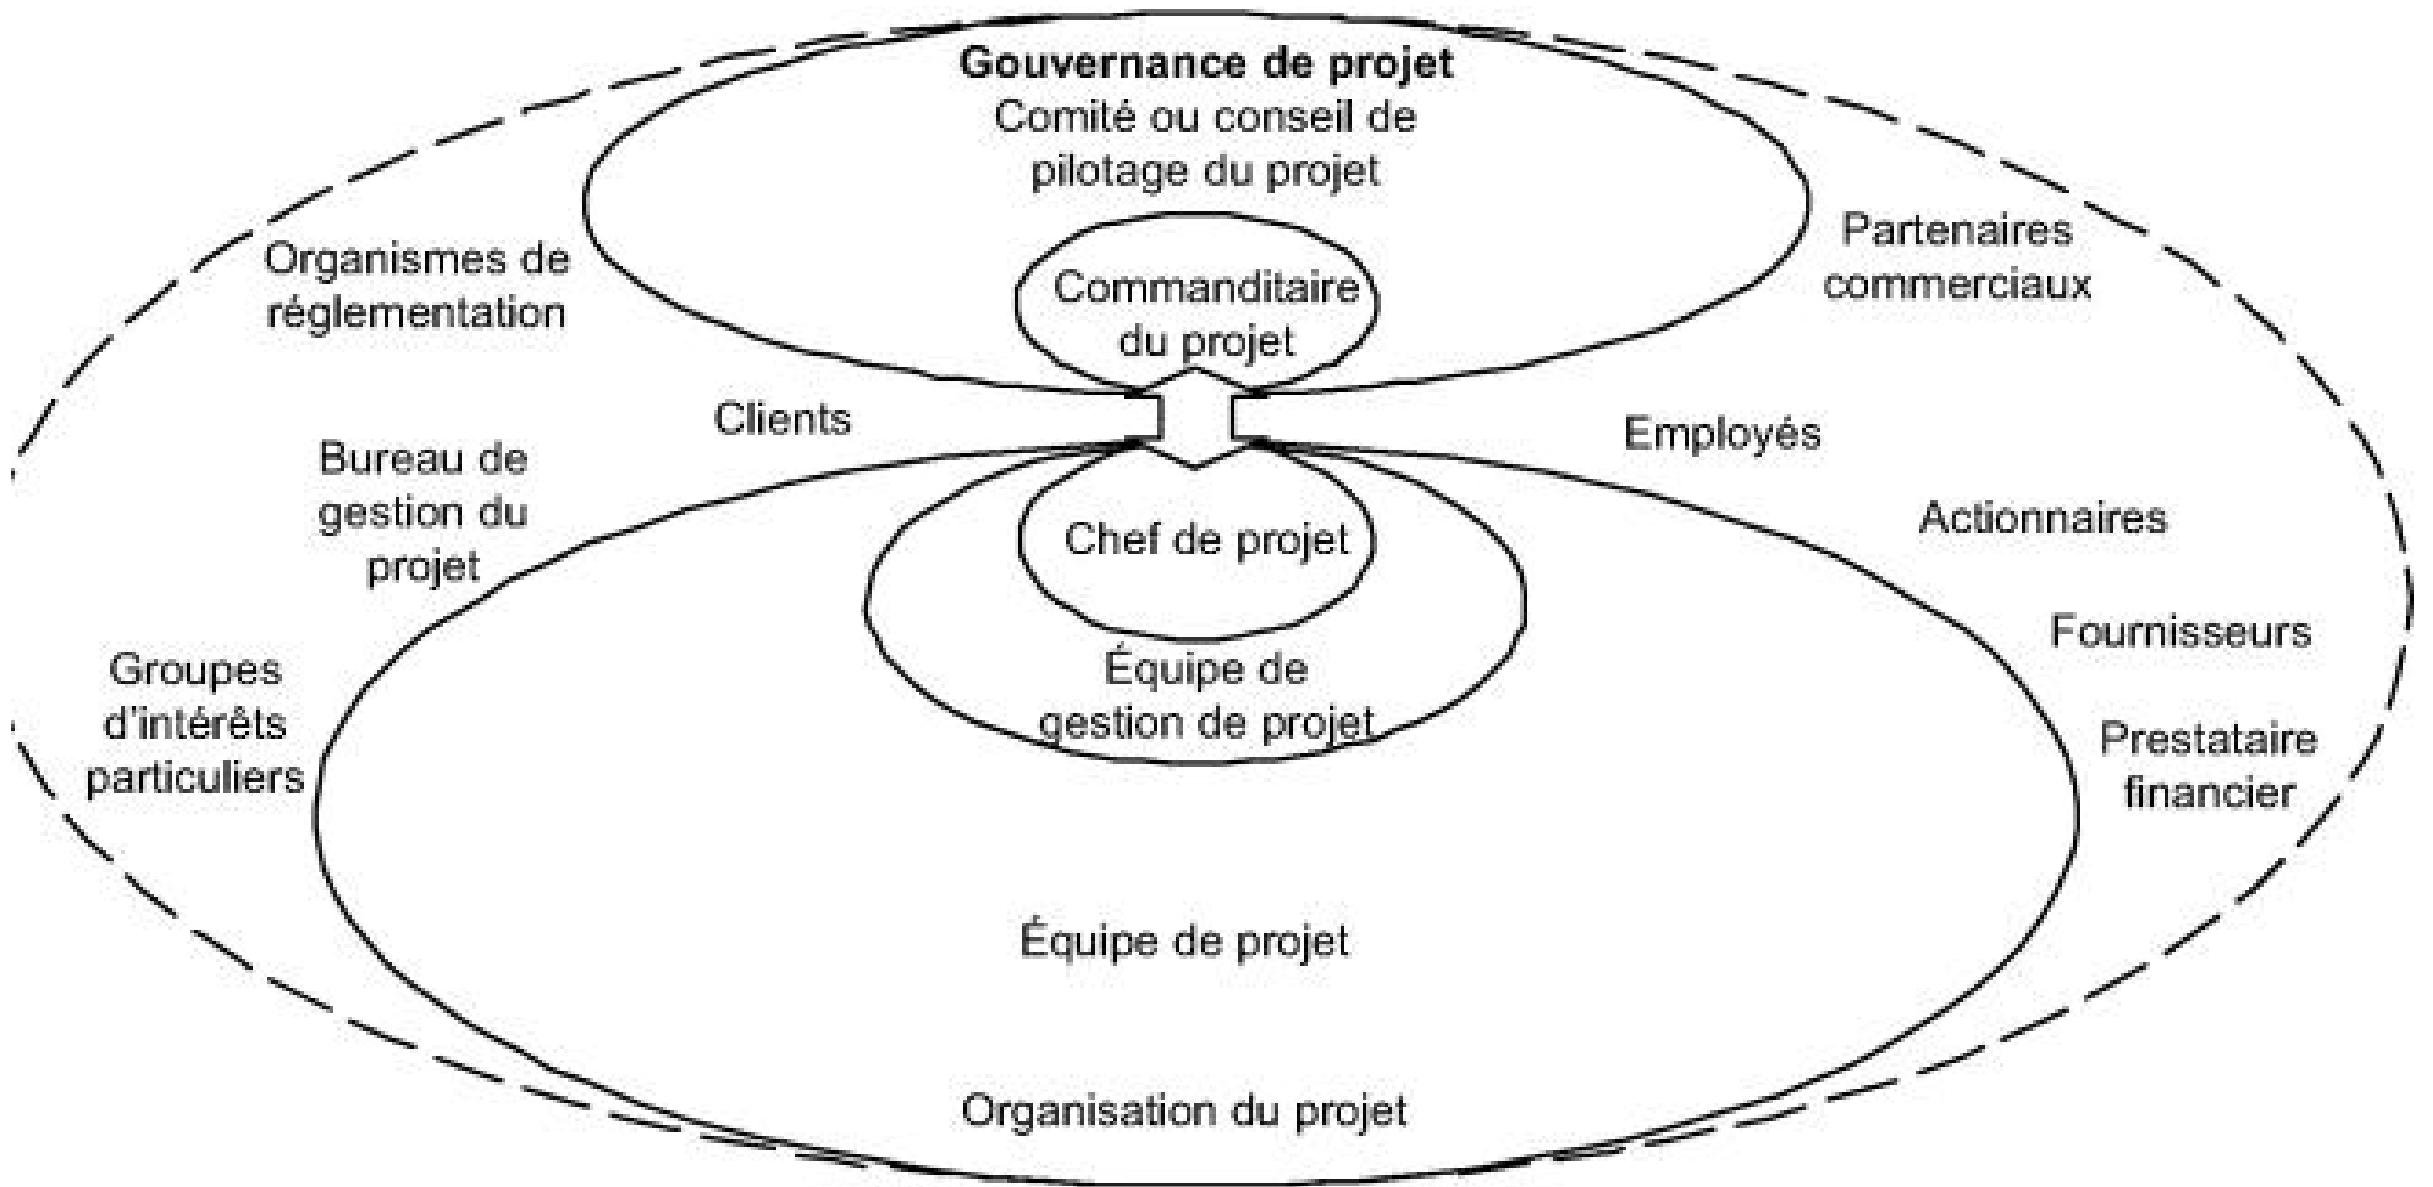 Gouvernance de projet
Comité ou conseil de
pilotage du projet
Commanditaire
du projet
Organismes de
réglementation
Partenaires
commerciaux
Clients
Employés
Bureau de
gestion du
projet
Actionnaires
Chef de projet
Fournisseurs
Équipe de
gestion de projet
Groupes
d'intérêts
particuliers
Prestataire
financier
Équipe de projet
Organisation du projet